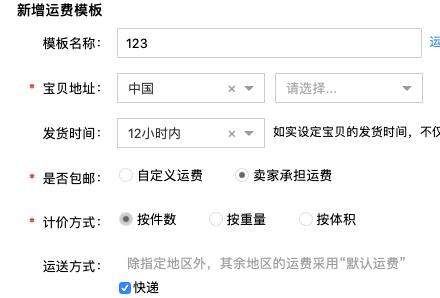 新增运费模板
模板名称： 123 运
* 宝贝地址： 中国 × 请选择...
发货时间： 12小时内 × 如实设定宝贝的发货时间，不仅
* 是否包邮： 自定义运费 卖家承担运费
* 计价方式： 按件数 按重量 按体积
运送方式： 除指定地区外，其余地区的运费采用“默认运费”
快递